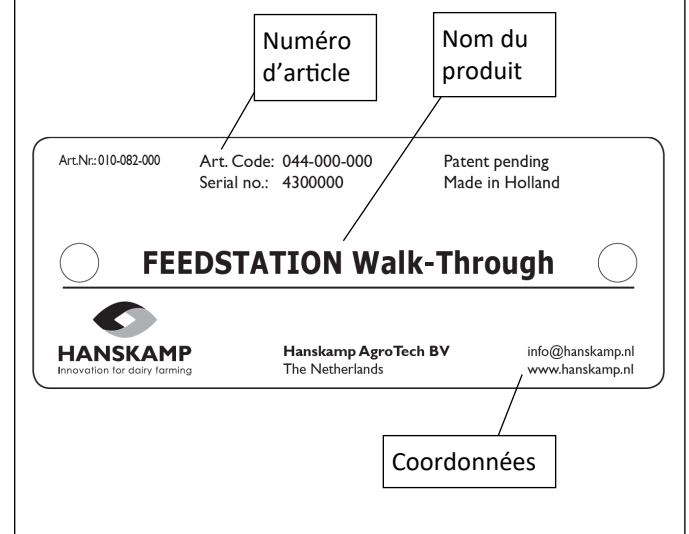 Numéro
d’article
Nom du
produit
Art.Nr.: 010-082-000
Art. Code: 044-000-000
Serial no.: 4300000
Patent pending
Made in Holland
FEEDSTATION Walk-Through
HANSKAMP
Innovation for dairy farming
Hanskamp AgroTech BV
The Netherlands
info@hanskamp.nl
www.hanskamp.nl
Coordonnées